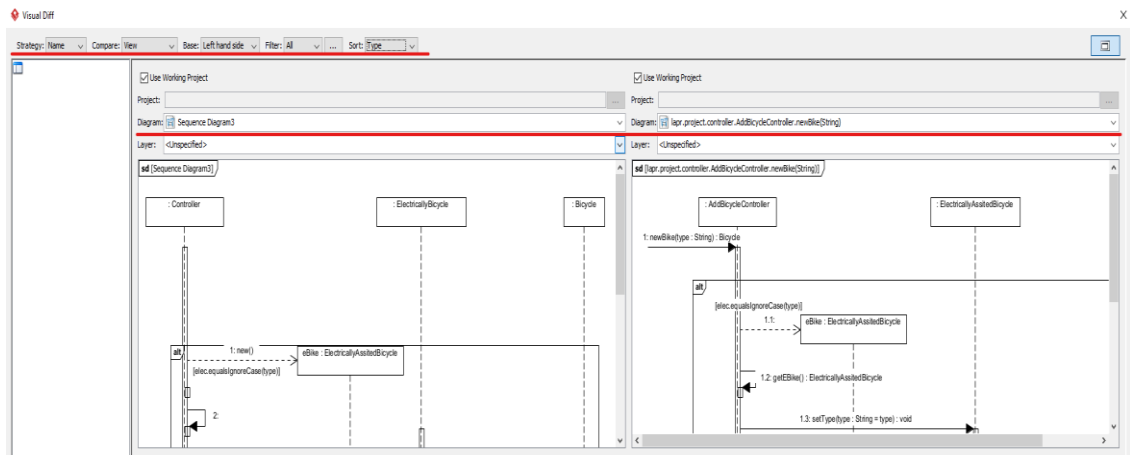 Visual Diff
X
Strategy: Name Compare: View Base: Left hand side Filter: All ... Sort: Type
Use Working Project
Project: ...
Diagram: Sequence Diagram3
Layer: <Unspecified>
sd [Sequence Diagram3]
: Controller
: ElectricallyBicycle
: Bicycle
alt
1: new()
eBike : ElectricallyAssitedBicycle
[elec.equalsIgnoreCase(type)]
2:
Use Working Project
Project: ...
Diagram: lapr.project.controller.AddBicycleController.newBike(String)
Layer: <Unspecified>
sd [lapr.project.controller.AddBicycleController.newBike(String)]
: AddBicycleController
: ElectricallyAssitedBicycle
1: newBike(type : String) : Bicycle
alt
[elec.equalsIgnoreCase(type)]
1.1:
eBike : ElectricallyAssitedBicycle
1.2: getEBike() : ElectricallyAssitedBicycle
1.3: setType(type : String = type) : void